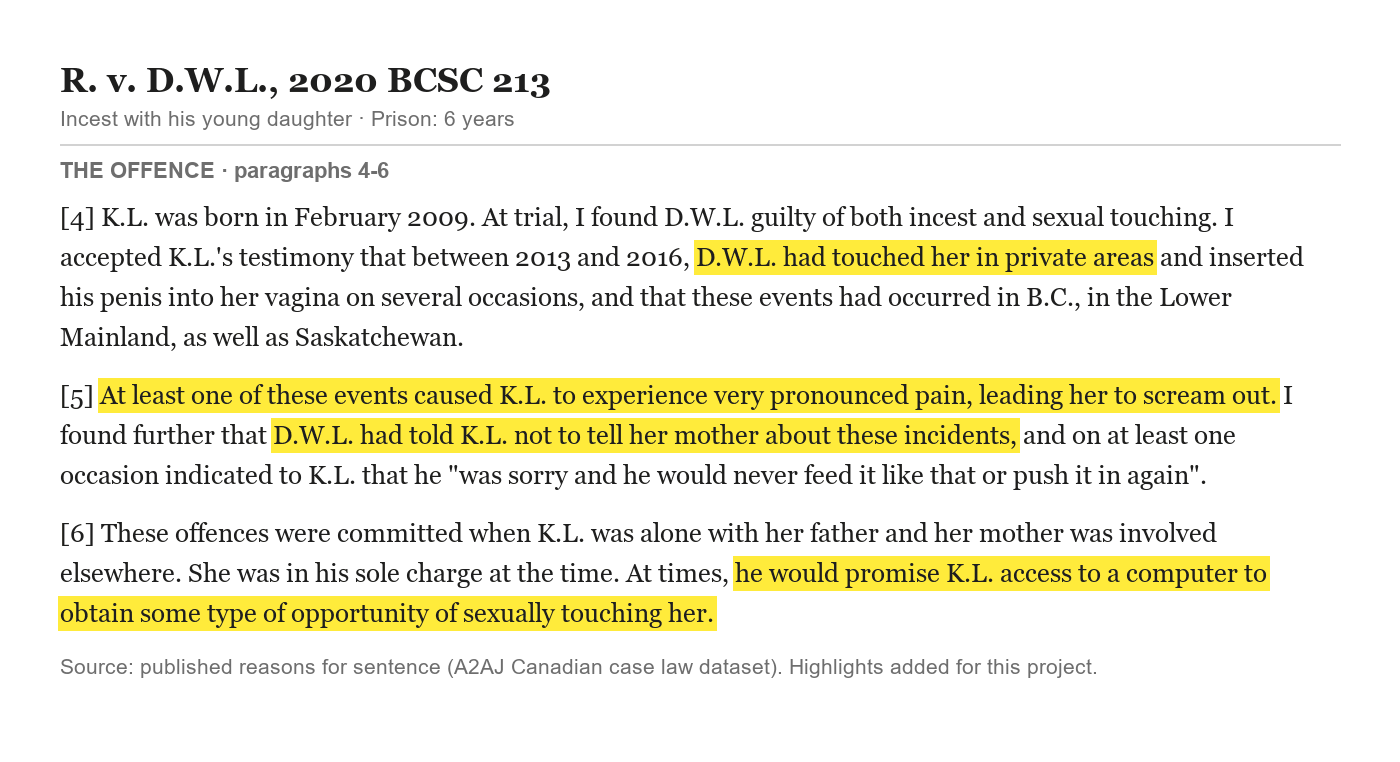 R. v. D.W.L., 2020 BCSC 213
Incest with his young daughter · Prison: 6 years
THE OFFENCE · paragraphs 4-6
[4] K.L. was born in February 2009. At trial, I found D.W.L. guilty of both incest and sexual touching. I
accepted K.L.'s testimony that between 2013 and 2016, D.W.L. had touched her in private areas and inserted
his penis into her vagina on several occasions, and that these events had occurred in B.C., in the Lower
Mainland, as well as Saskatchewan.
[5] At least one of these events caused K.L. to experience very pronounced pain, leading her to scream out. I
found further that D.W.L. had told K.L. not to tell her mother about these incidents, and on at least one
occasion indicated to K.L. that he "was sorry and he would never feed it like that or push it in again".
[6] These offences were committed when K.L. was alone with her father and her mother was involved
elsewhere. She was in his sole charge at the time. At times, he would promise K.L. access to a computer to
obtain some type of opportunity of sexually touching her.
Source: published reasons for sentence (A2AJ Canadian case law dataset). Highlights added for this project.